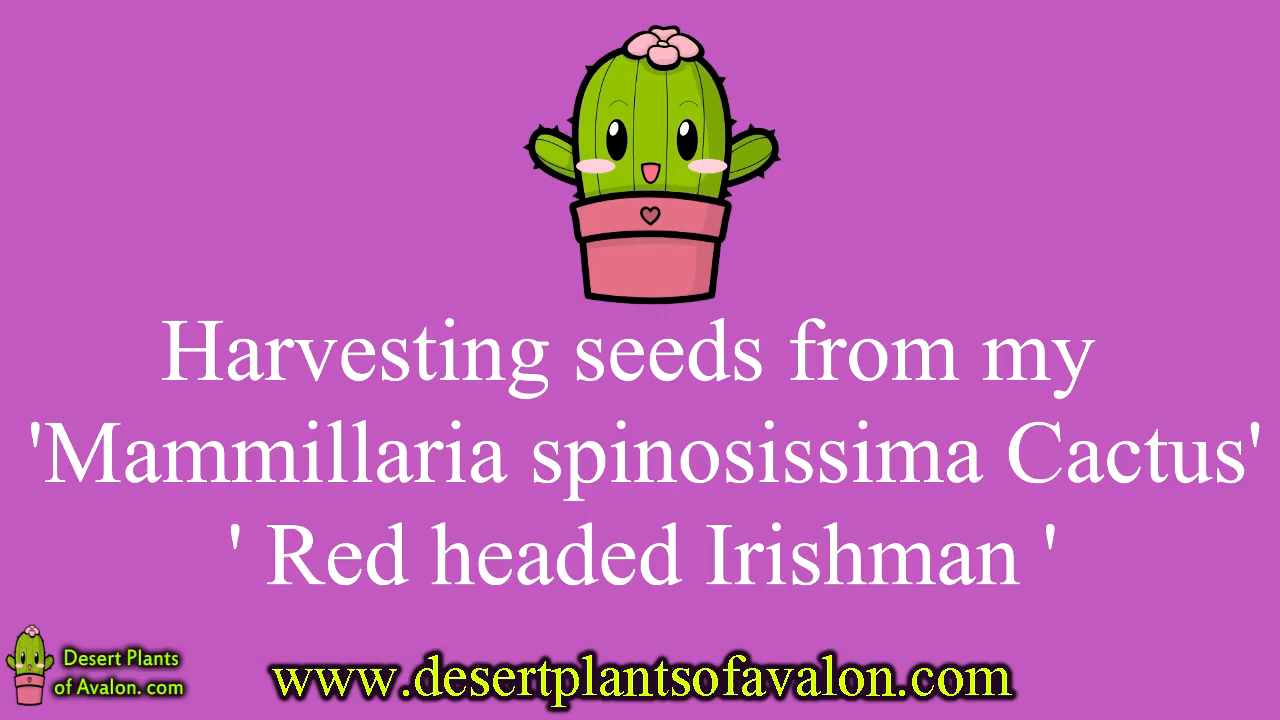 Harvesting seeds from my
'Mammillaria spinosissima Cactus'
' Red headed Irishman '
Desert Plants
of Avalon. com
www.desertplantsofavalon.com